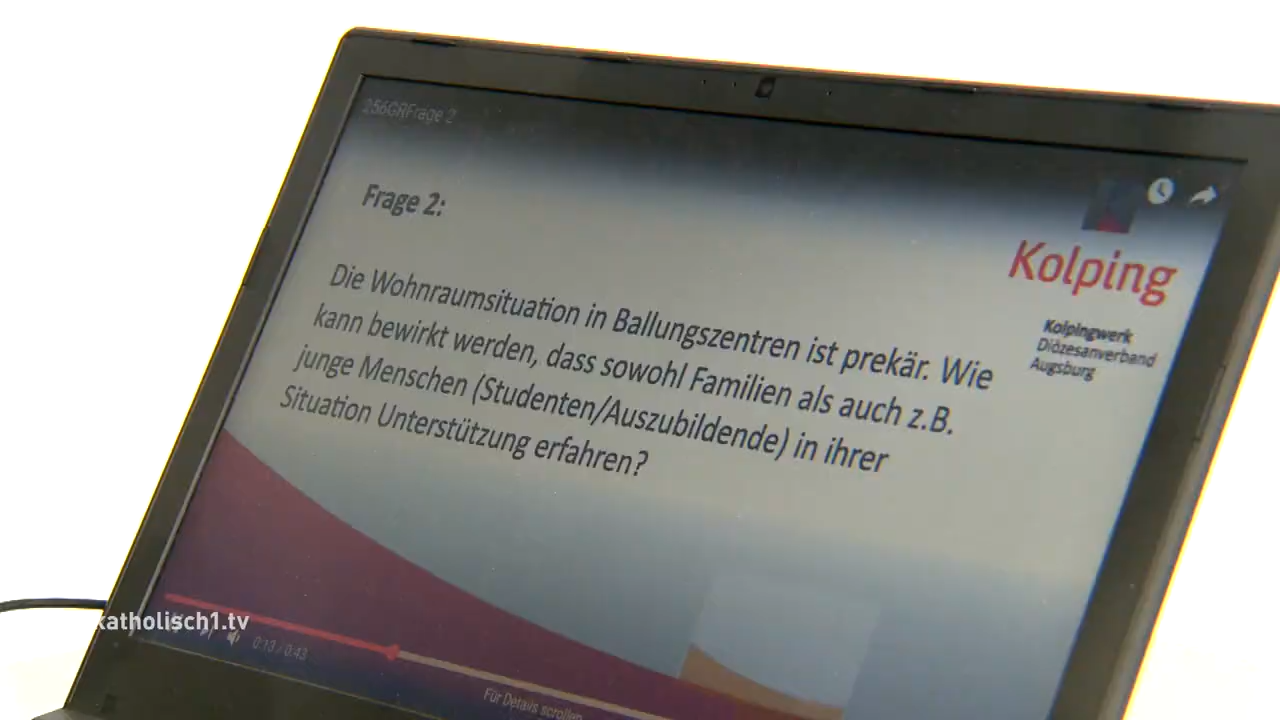 256GRFrage 2
Frage 2:
Kolping
Kolpingwerk
Diözesanverband
Augsburg
Die Wohnraumsituation in Ballungszentren ist prekär. Wie
kann bewirkt werden, dass sowohl Familien als auch z.B.
junge Menschen (Studenten/Auszubildende) in ihrer
Situation Unterstützung erfahren?
katholisch1.tv
0:13 / 0:43
Für Details scrollen